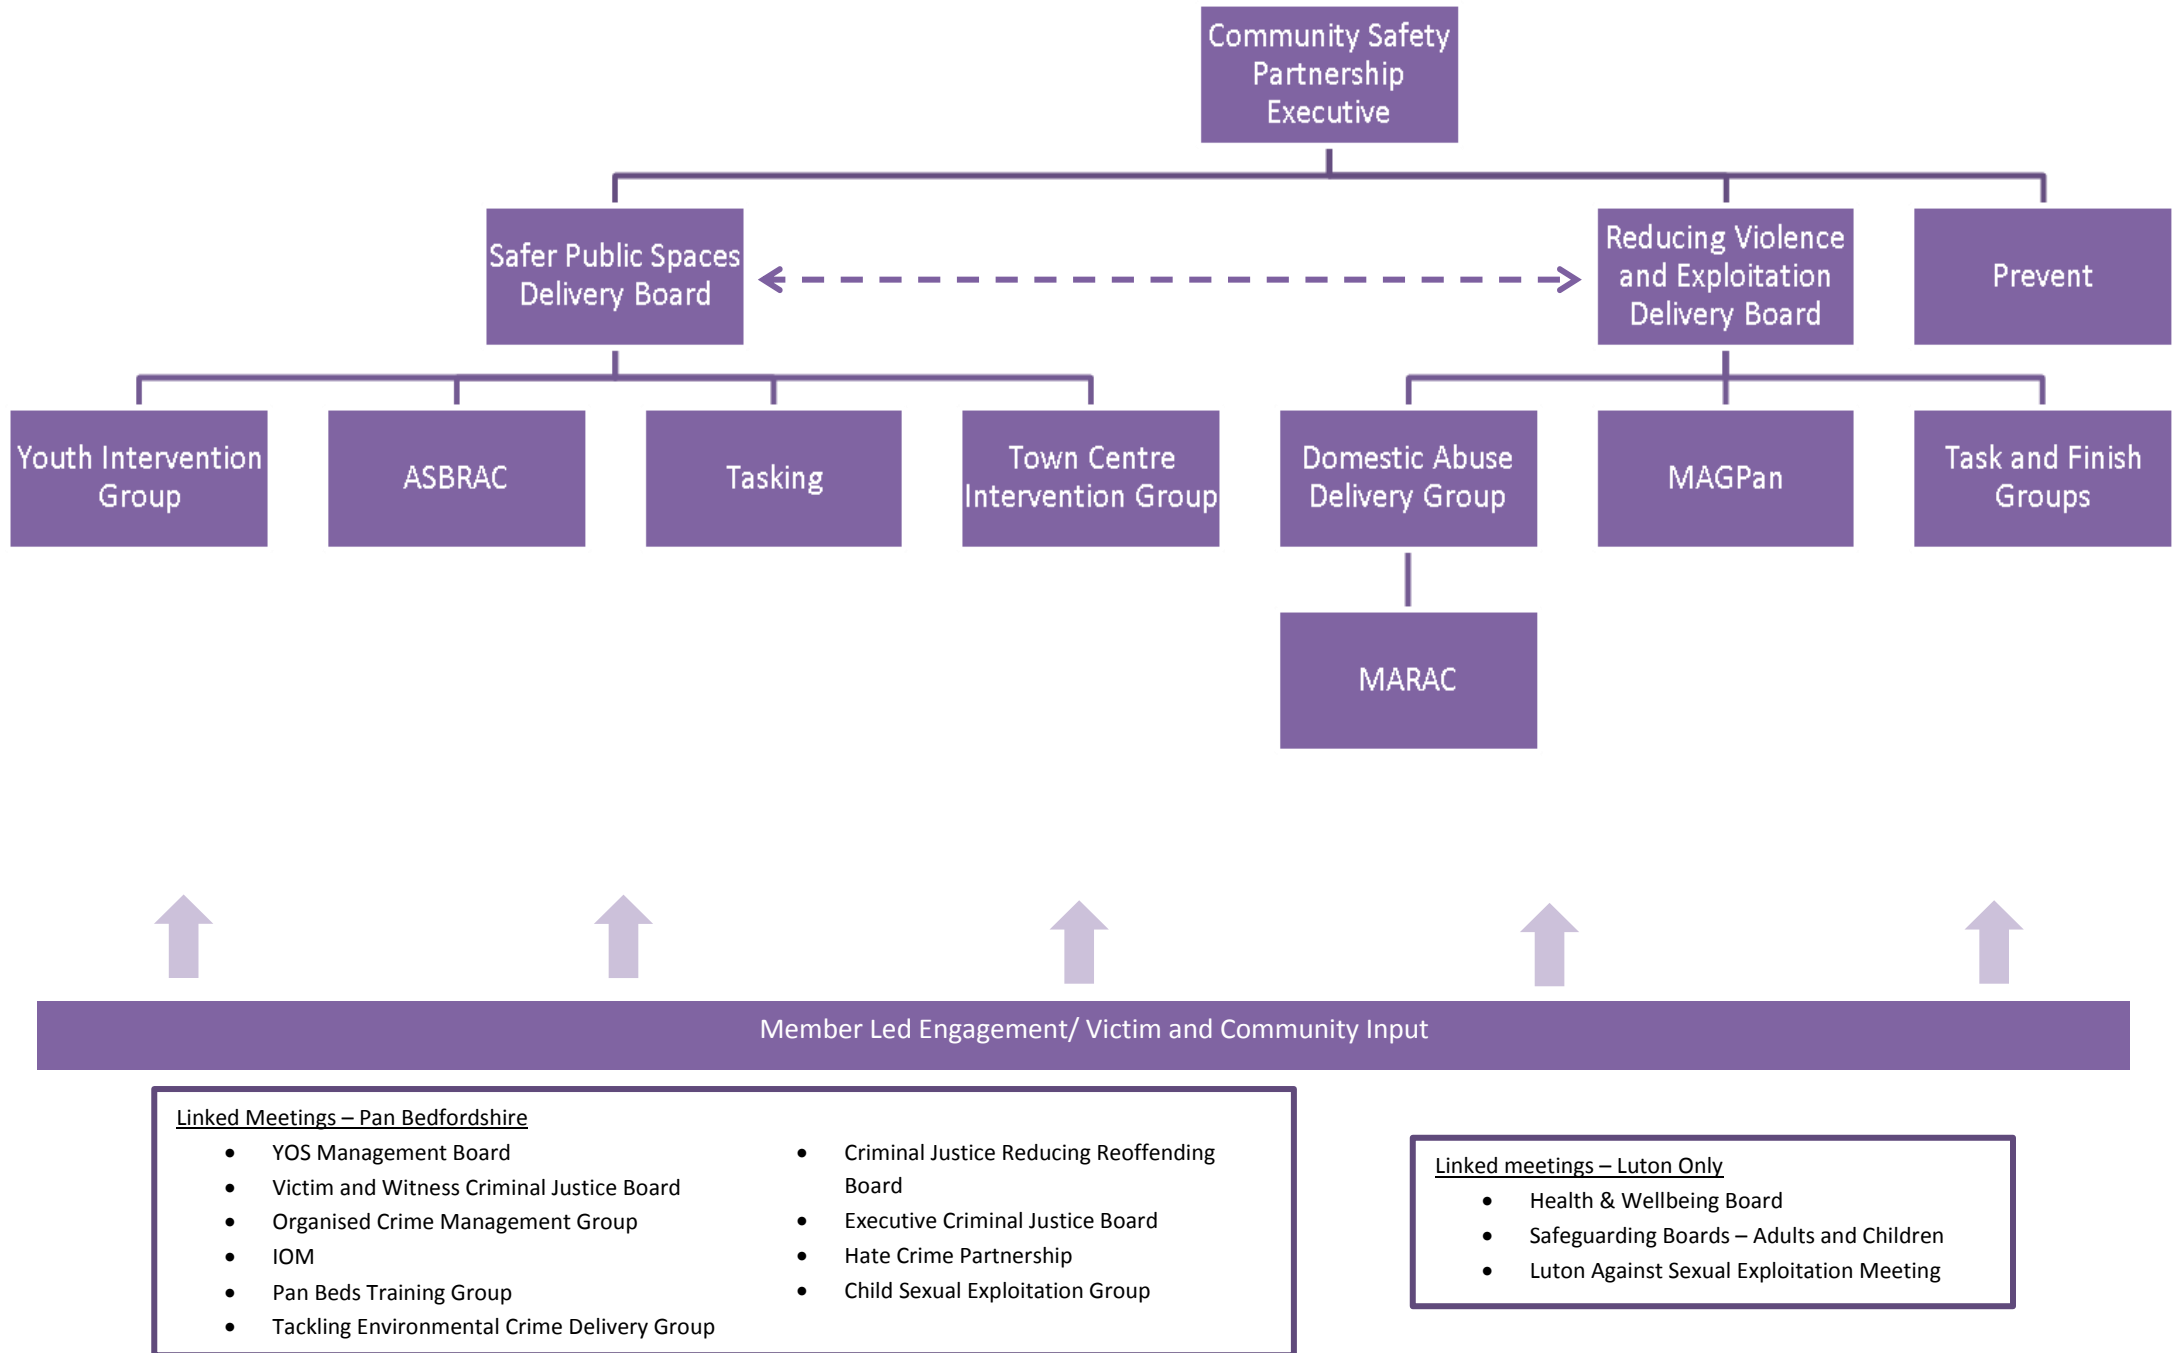 Community Safety
Partnership
Executive
Safer Public Spaces
Delivery Board
Reducing Violence
and Exploitation
Delivery Board
Prevent
Youth Intervention
Group
ASBRAC
Tasking
Town Centre
Intervention Group
Domestic Abuse
Delivery Group
MAGPan
Task and Finish
Groups
MARAC
Member Led Engagement/ Victim and Community Input
Linked Meetings – Pan Bedfordshire
• YOS Management Board
• Victim and Witness Criminal Justice Board
• Organised Crime Management Group
• IOM
• Pan Beds Training Group
• Tackling Environmental Crime Delivery Group
• Criminal Justice Reducing Reoffending
Board
• Executive Criminal Justice Board
• Hate Crime Partnership
• Child Sexual Exploitation Group
Linked meetings – Luton Only
• Health & Wellbeing Board
• Safeguarding Boards – Adults and Children
• Luton Against Sexual Exploitation Meeting